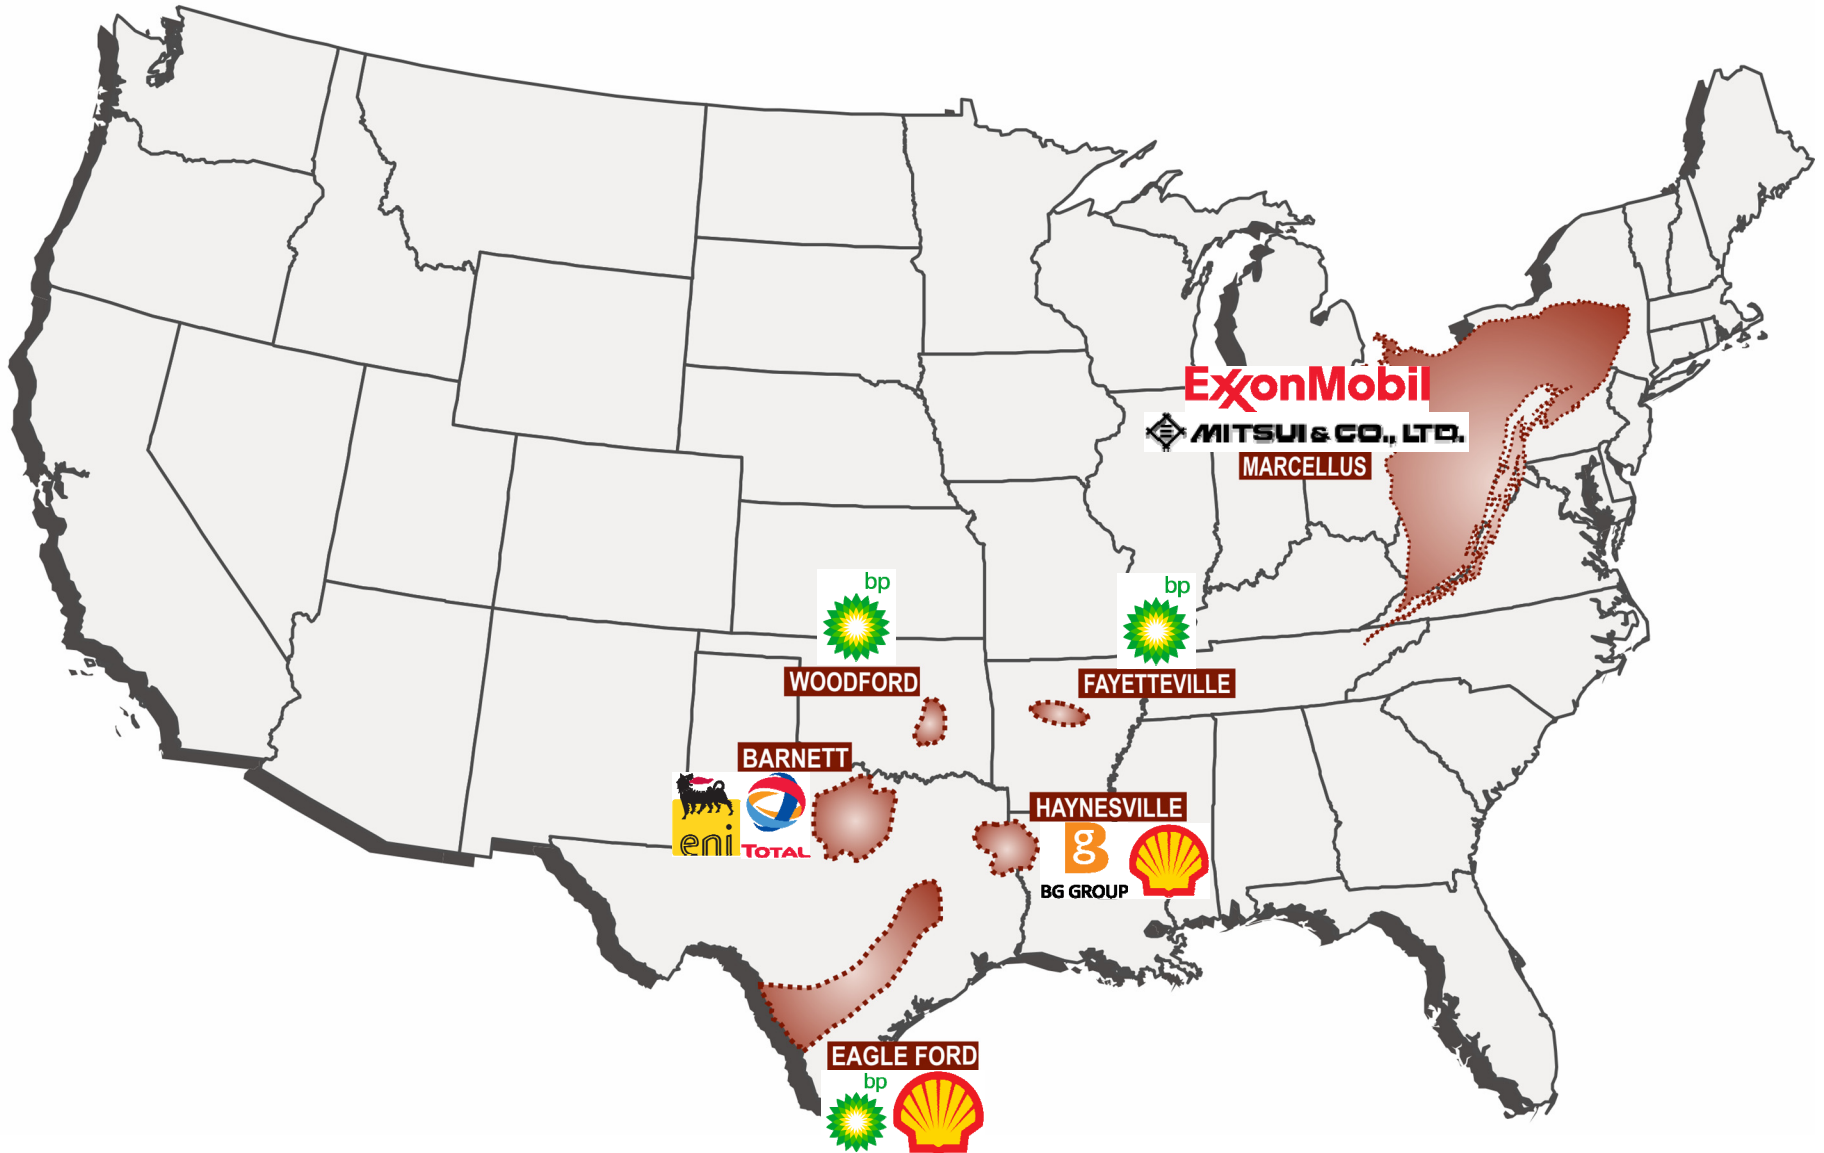 ExxonMobil
MITSUI & CO., LTD.
MARCELLUS
bp
bp
WOODFORD
FAYETTEVILLE
BARNETT
eni
TOTAL
HAYNESVILLE
g
BG GROUP
EAGLE FORD
bp